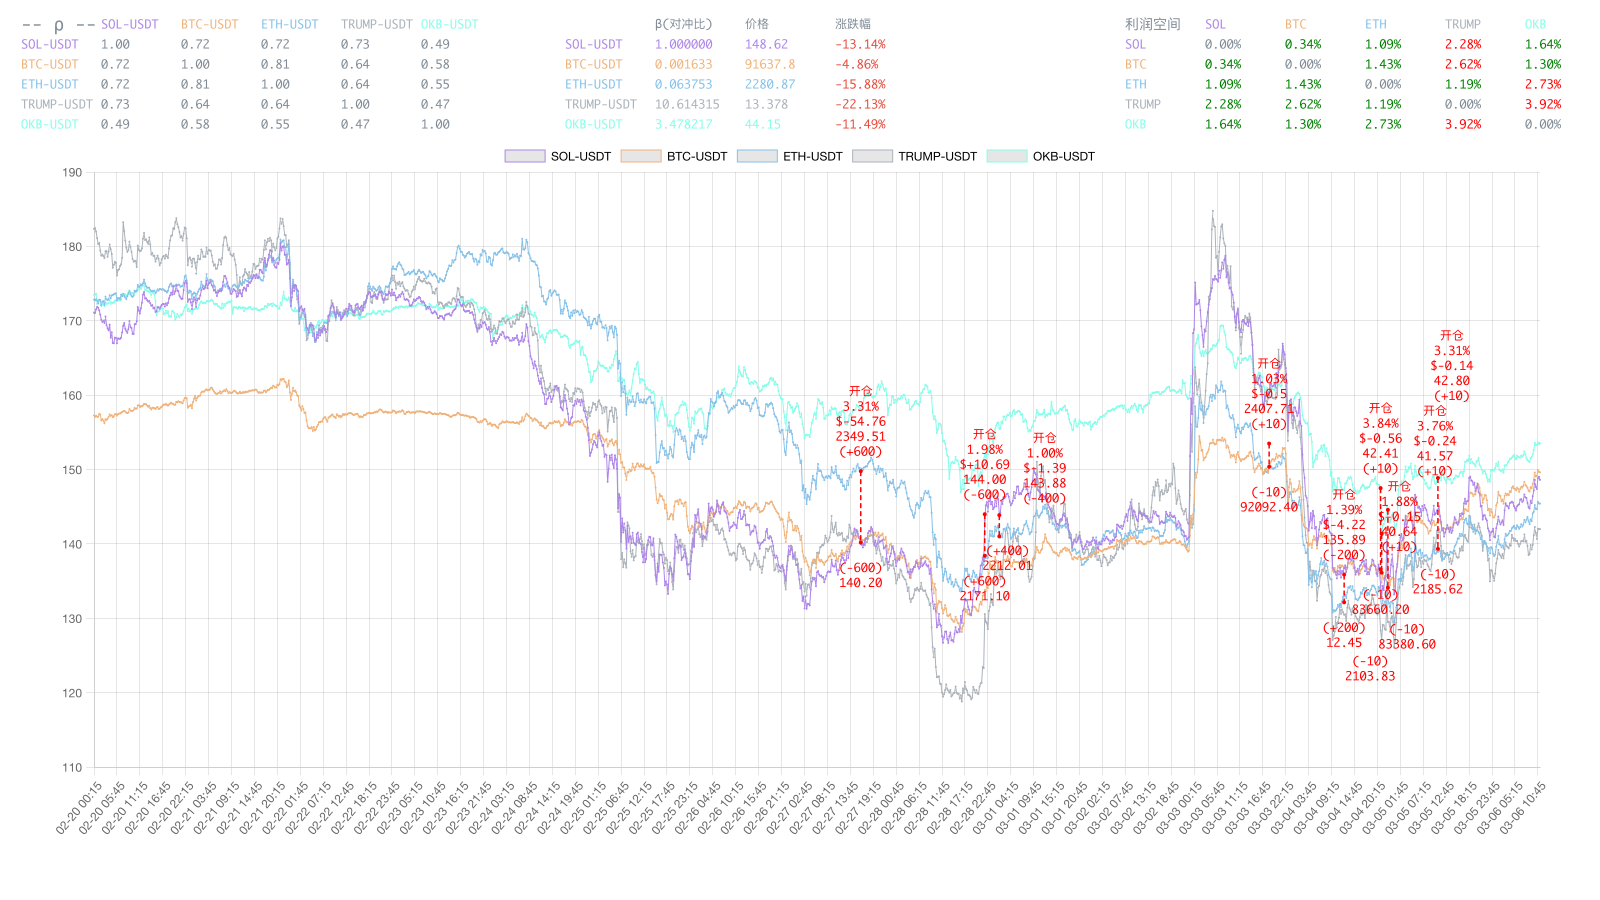 -- ρ -- SOL-USDT BTC-USDT ETH-USDT TRUMP-USDT OKB-USDT
SOL-USDT 1.00 0.72 0.72 0.73 0.49
BTC-USDT 0.72 1.00 0.81 0.64 0.58
ETH-USDT 0.72 0.81 1.00 0.64 0.55
TRUMP-USDT 0.73 0.64 0.64 1.00 0.47
OKB-USDT 0.49 0.58 0.55 0.47 1.00
β(对冲比) 价格 涨跌幅
SOL-USDT 1.000000 148.62 -13.14%
BTC-USDT 0.001633 91637.8 -4.86%
ETH-USDT 0.063753 2280.87 -15.88%
TRUMP-USDT 10.614315 13.378 -22.13%
OKB-USDT 3.478217 44.15 -11.49%
利润空间 SOL BTC ETH TRUMP OKB
SOL 0.00% 0.34% 1.09% 2.28% 1.64%
BTC 0.34% 0.00% 1.43% 2.62% 1.30%
ETH 1.09% 1.43% 0.00% 1.19% 2.73%
TRUMP 2.28% 2.62% 1.19% 0.00% 3.92%
OKB 1.64% 1.30% 2.73% 3.92% 0.00%
SOL-USDT BTC-USDT ETH-USDT TRUMP-USDT OKB-USDT
190
180
170
160
150
140
130
120
110
开仓
3.31%
$-54.76
2349.51
(+600)
(-600)
140.20
开仓
1.98%
$+10.69
144.00
(-600)
(+600)
2171.10
开仓
1.00%
$-1.39
143.88
(-400)
(+400)
2212.01
开仓
1.03%
$-0.5
2407.71
(+10)
(-10)
92092.40
开仓
1.39%
$-4.22
135.89
(-200)
(+200)
12.45
开仓
3.84%
$-0.56
42.41
(+10)
(-10)
2103.83
开仓
1.88%
$-0.15
(+10)
(-10)
83660.20
(-10)
83380.60
开仓
3.76%
$-0.24
41.57
(+10)
开仓
3.31%
$-0.14
42.80
(+10)
(-10)
2185.62
02-20 00:15 02-20 05:45 02-20 11:15 02-20 16:45 02-20 22:15 02-21 03:45 02-21 09:15 02-21 14:45 02-21 20:15 02-22 01:45 02-22 07:15 02-22 12:45 02-22 18:15 02-22 23:45 02-23 05:15 02-23 10:45 02-23 16:15 02-23 21:45 02-24 03:15 02-24 08:45 02-24 14:15 02-24 19:45 02-25 01:15 02-25 06:45 02-25 12:15 02-25 17:45 02-25 23:15 02-26 04:45 02-26 10:15 02-26 15:45 02-26 21:15 02-27 02:45 02-27 08:15 02-27 13:45 02-27 19:15 02-28 00:45 02-28 06:15 02-28 11:45 02-28 17:15 02-28 22:45 03-01 04:15 03-01 09:45 03-01 15:15 03-01 20:45 03-02 02:15 03-02 07:45 03-02 13:15 03-02 18:45 03-03 00:15 03-03 05:45 03-03 11:15 03-03 16:45 03-03 22:15 03-04 03:45 03-04 09:15 03-04 14:45 03-04 20:15 03-05 01:45 03-05 07:15 03-05 12:45 03-05 18:15 03-05 23:45 03-06 05:15 03-06 10:45